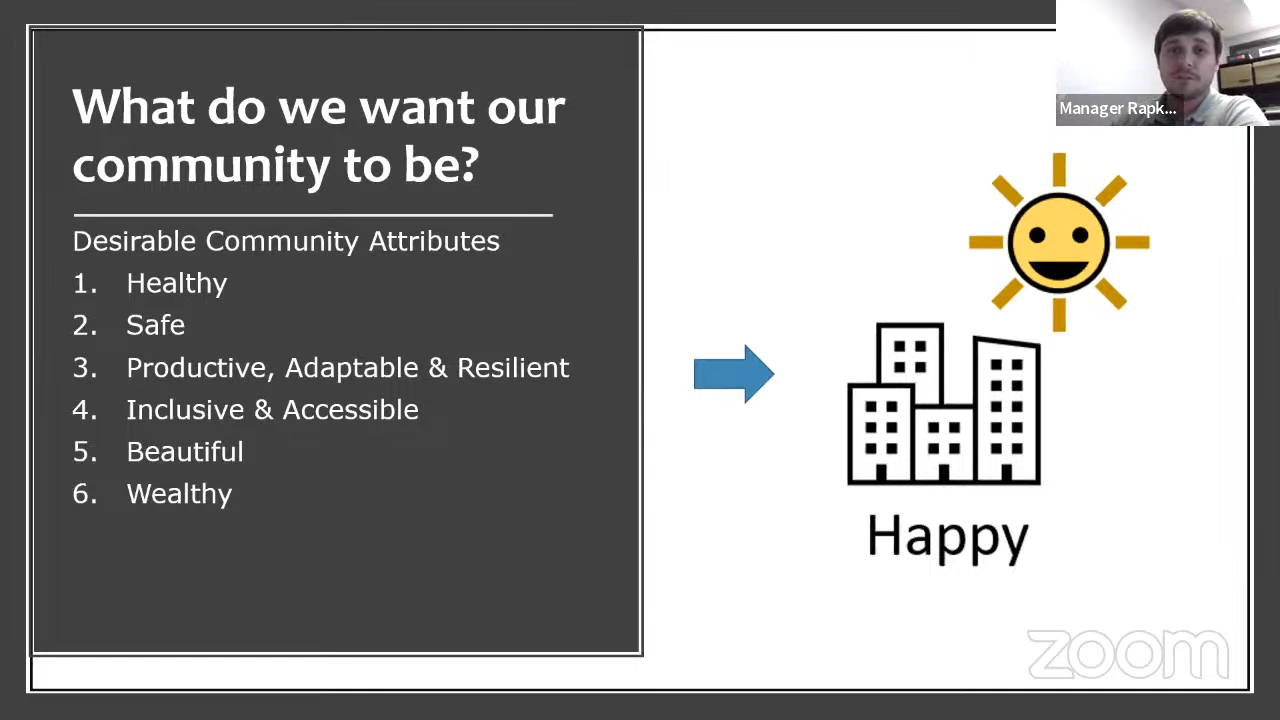 What do we want our
community to be?
Desirable Community Attributes
1. Healthy
2. Safe
3. Productive, Adaptable & Resilient
4. Inclusive & Accessible
5. Beautiful
6. Wealthy
Happy
Manager Rapk...
zoom